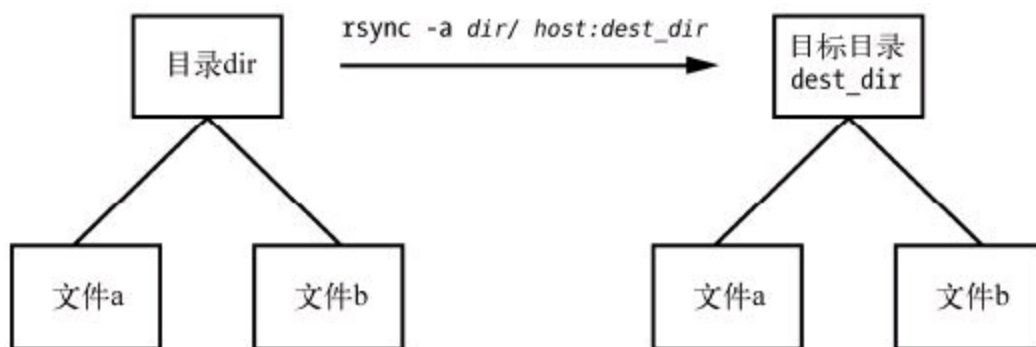 rsync -a dir/ host:dest_dir
目录dir
目标目录
dest_dir
文件a
文件b
文件a
文件b